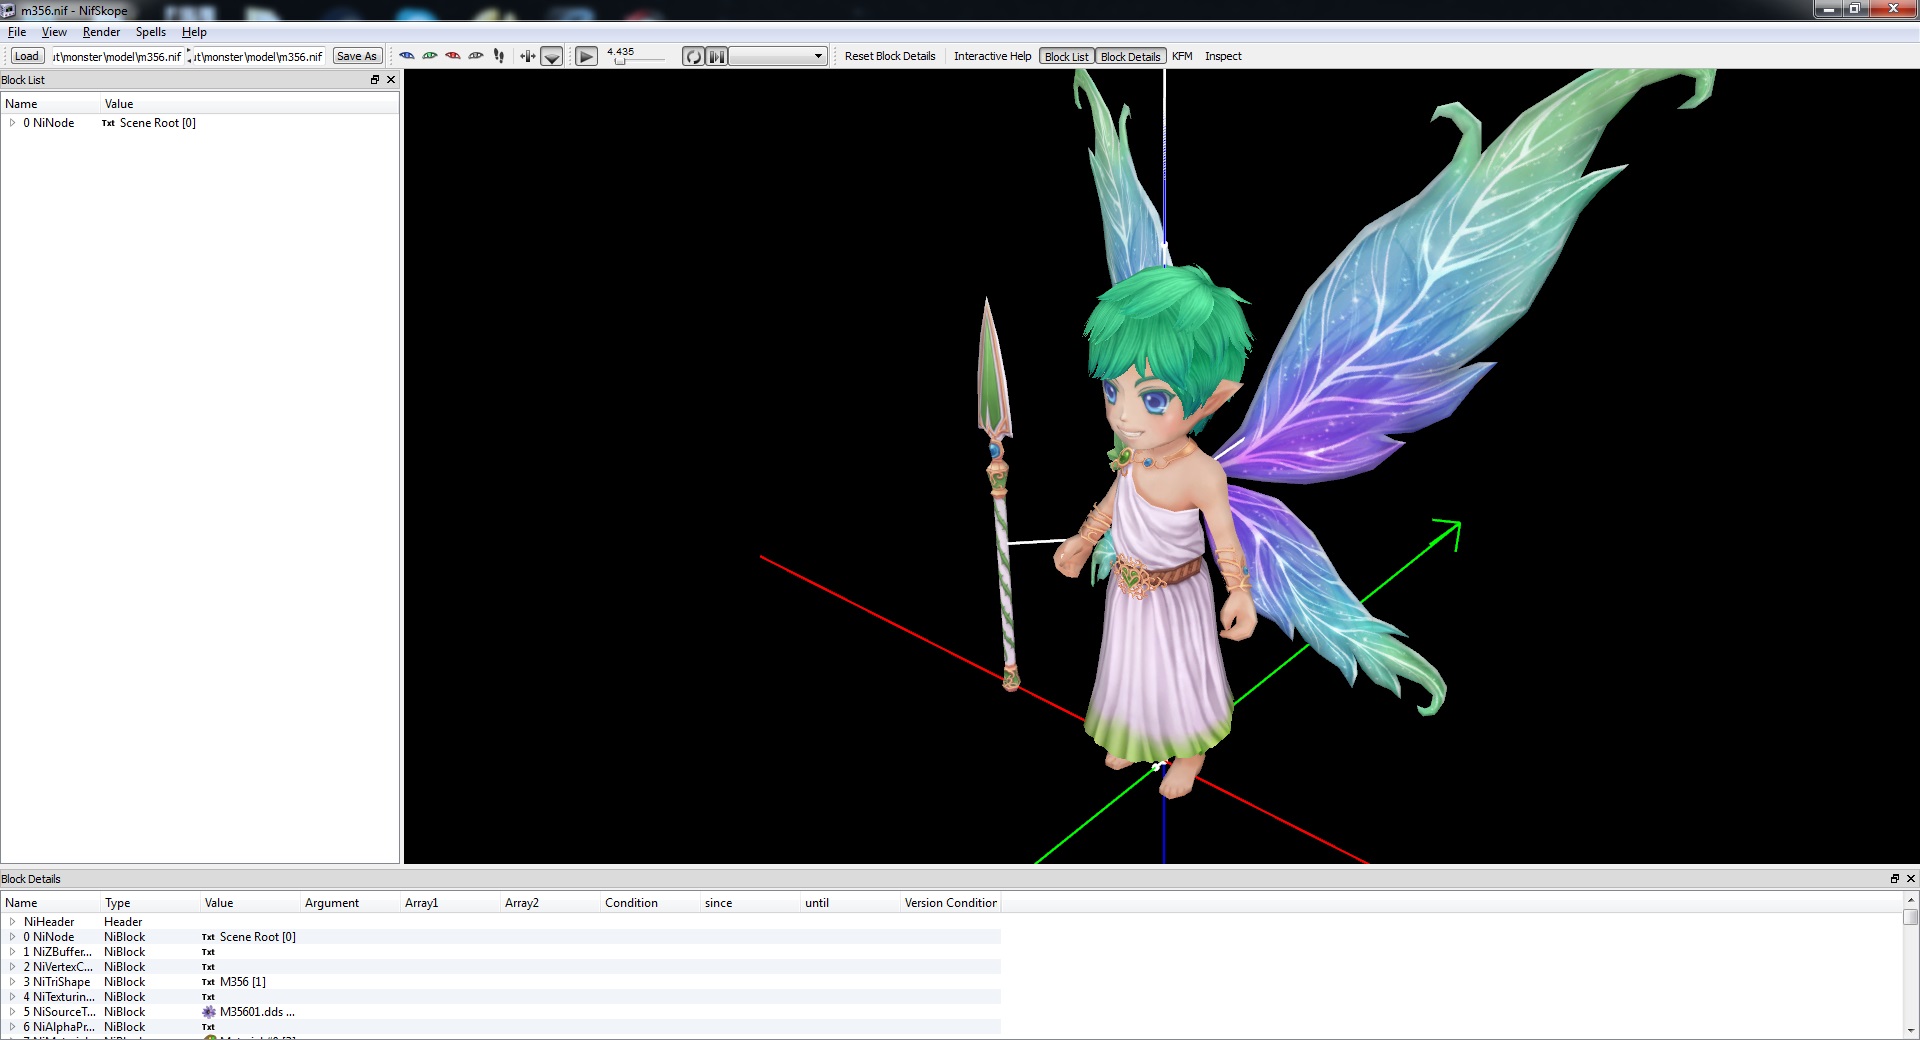 m356.nif - NifSkope
File View Render Spells Help
Load ut\monster\model\m356.nif ut\monster\model\m356.nif Save As 4.435 Reset Block Details Interactive Help Block List Block Details KFM Inspect
Block List
Name Value
0 NiNode Txt Scene Root [0]
Block Details
Name Type Value Argument Array1 Array2 Condition since until Version Condition
NiHeader Header
0 NiNode NiBlock Txt Scene Root [0]
1 NiZBuffer... NiBlock Txt
2 NiVertexC... NiBlock Txt
3 NiTriShape NiBlock Txt M356 [1]
4 NiTexturin... NiBlock Txt
5 NiSourceT... NiBlock M35601.dds ...
6 NiAlphaPr... NiBlock Txt